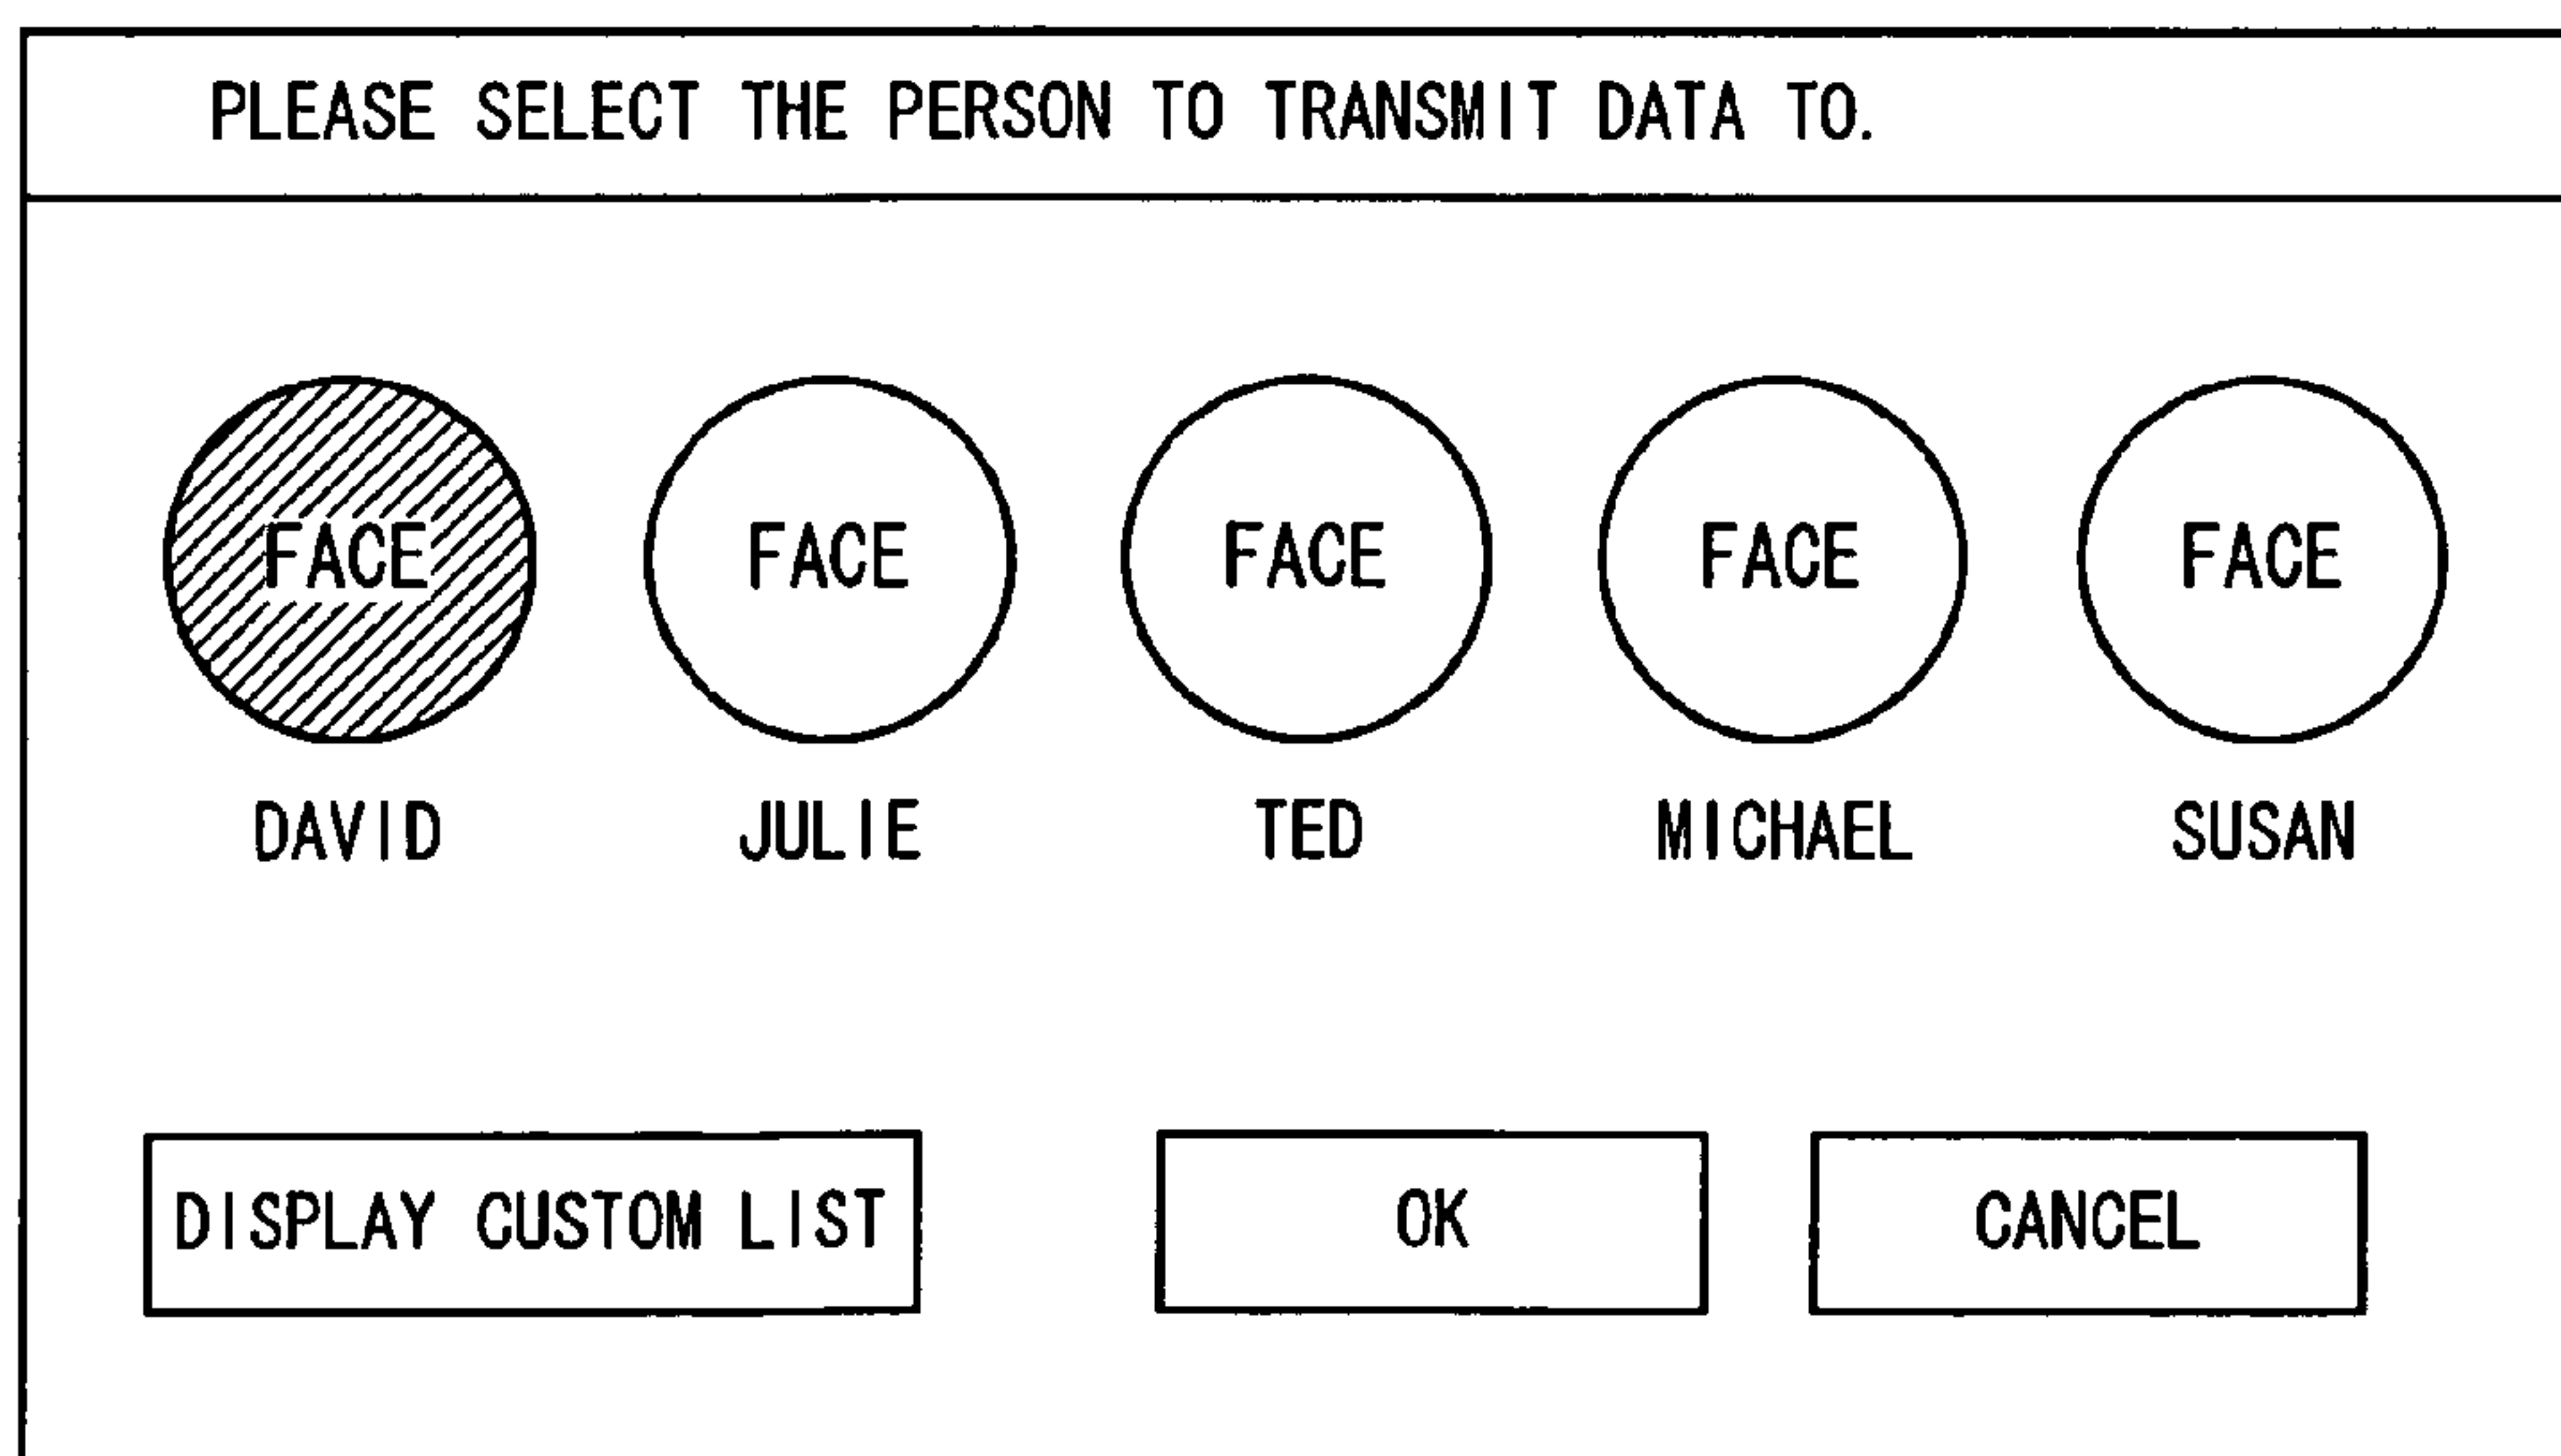 PLEASE SELECT THE PERSON TO TRANSMIT DATA TO.
FACE FACE FACE FACE FACE
DAVID JULIE TED MICHAEL SUSAN
DISPLAY CUSTOM LIST OK CANCEL